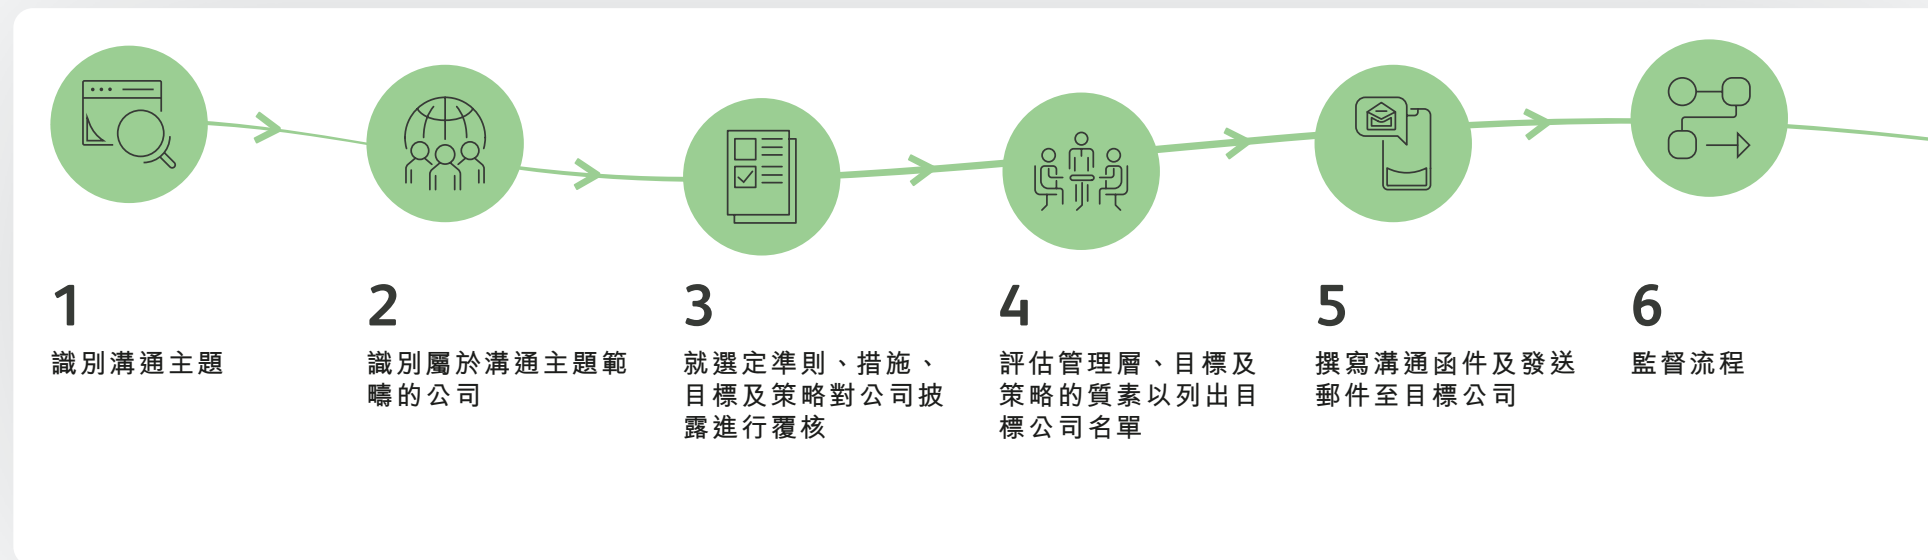 1
識別溝通主題
2
識別屬於溝通主題範
疇的公司
3
就選定準則、措施、
目標及策略對公司披
露進行覆核
4
評估管理層、目標及
策略的質素以列出目
標公司名單
5
撰寫溝通函件及發送
郵件至目標公司
6
監督流程